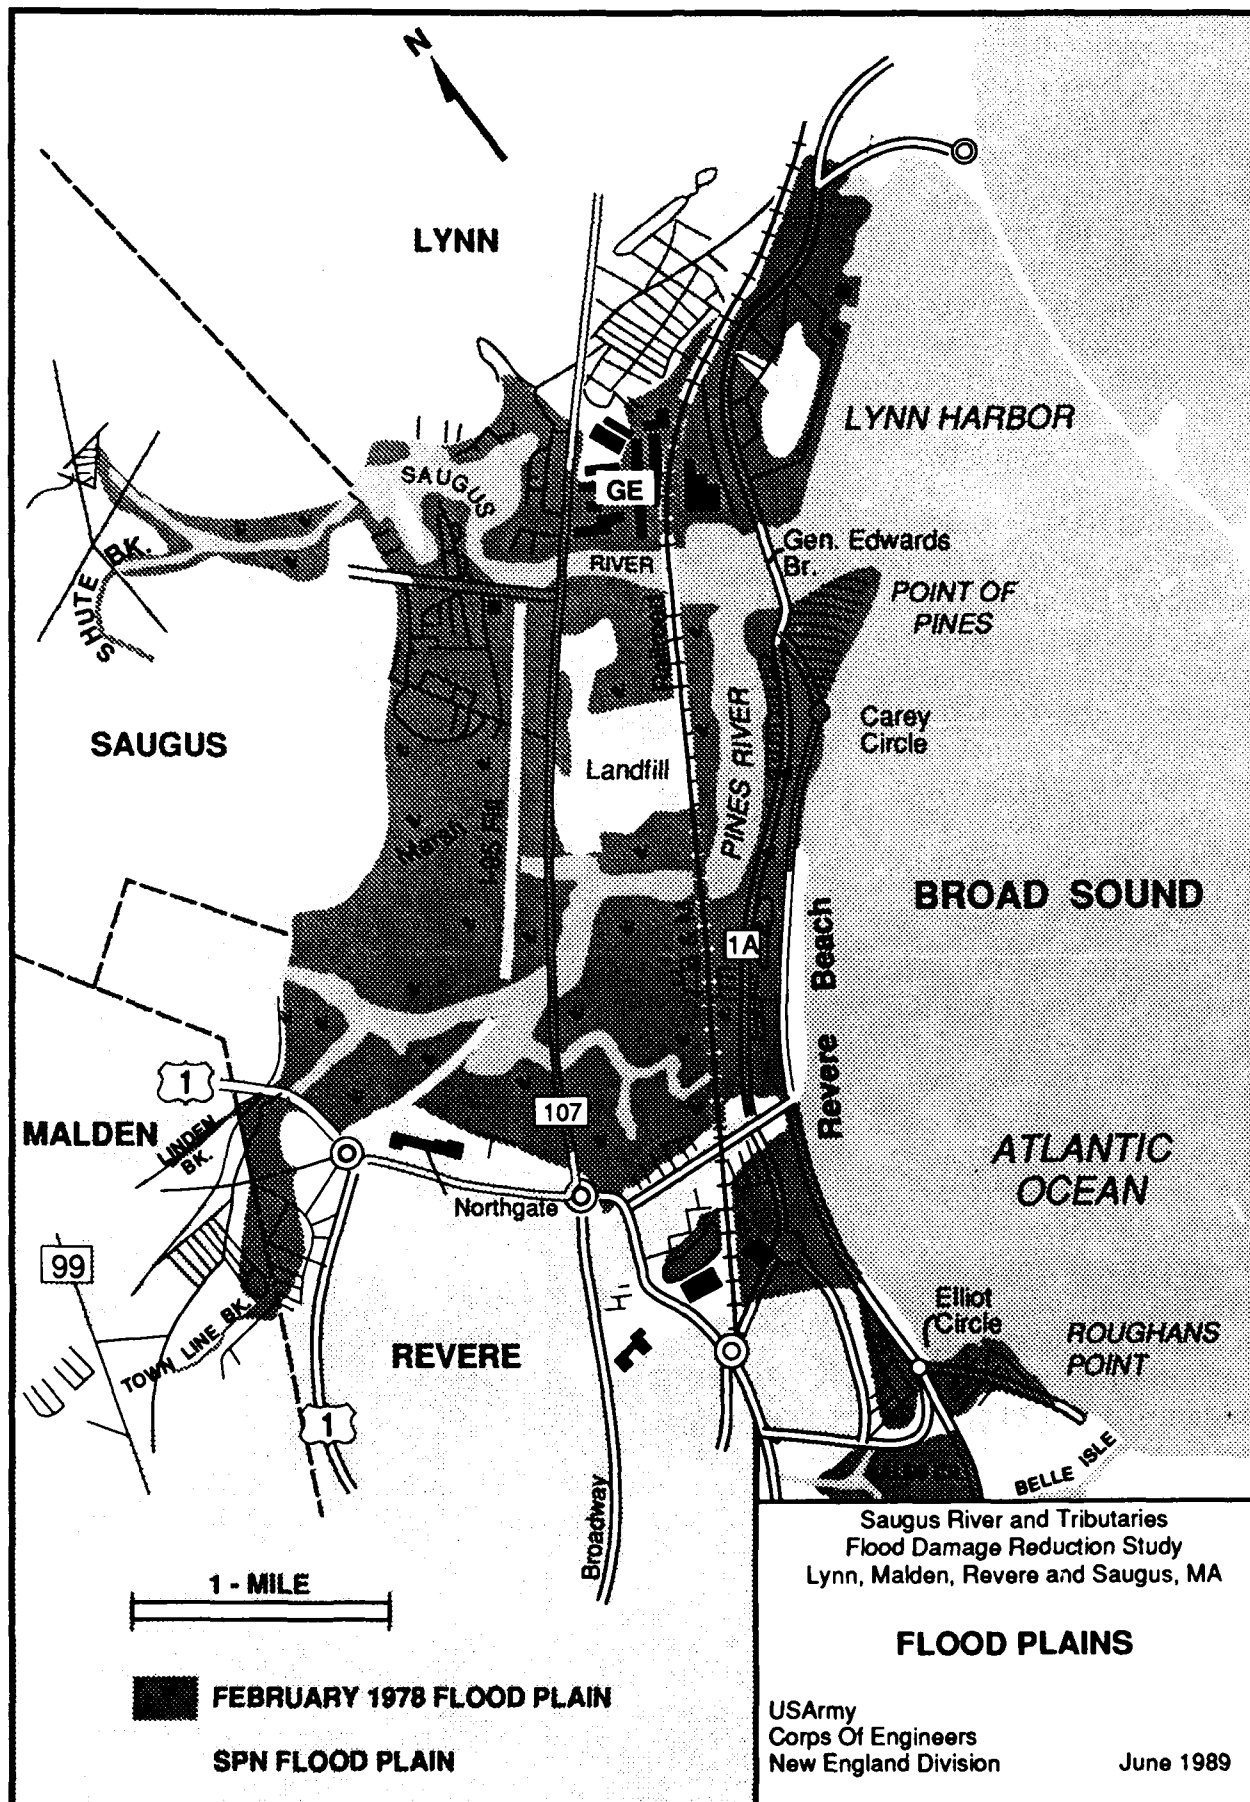 N
LYNN
LYNN HARBOR
SAUGUS
GE
RIVER
Gen. Edwards
Br.
POINT OF
PINES
SHUTE BK.
SAUGUS
Landfill
PINES RIVER
Carey
Circle
Marsh
I-95 Fill
BROAD SOUND
1A
Revere Beach
1
MALDEN
LINDEN
BK.
107
ATLANTIC
OCEAN
Northgate
99
TOWN LINE BK.
REVERE
Elliot
Circle
ROUGHANS
POINT
1
BELLE ISLE
Broadway
1 - MILE
FEBRUARY 1978 FLOOD PLAIN
SPN FLOOD PLAIN
Saugus River and Tributaries
Flood Damage Reduction Study
Lynn, Malden, Revere and Saugus, MA
FLOOD PLAINS
USArmy
Corps Of Engineers
New England Division
June 1989